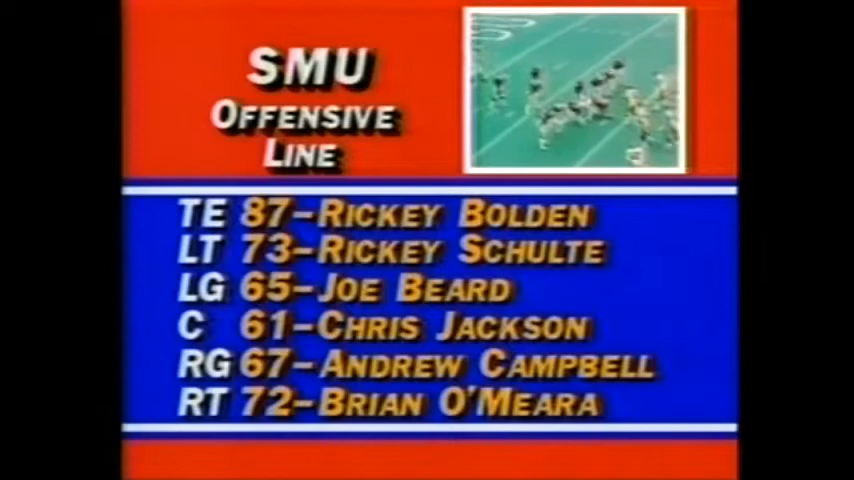 SMU
OFFENSIVE
LINE
TE 87-RICKEY BOLDEN
LT 73-RICKEY SCHULTE
LG 65-JOE BEARD
C 61-CHRIS JACKSON
RG 67-ANDREW CAMPBELL
RT 72-BRIAN O'MEARA